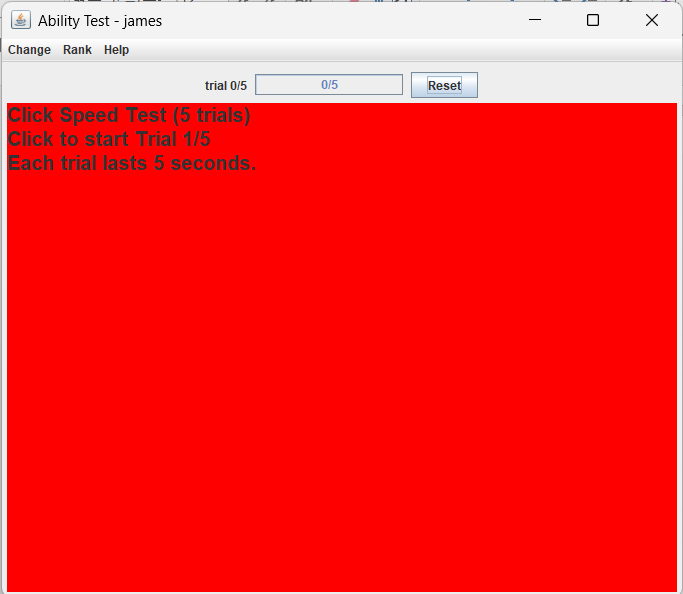 Ability Test - james
Change Rank Help
trial 0/5 0/5 Reset
Click Speed Test (5 trials)
Click to start Trial 1/5
Each trial lasts 5 seconds.